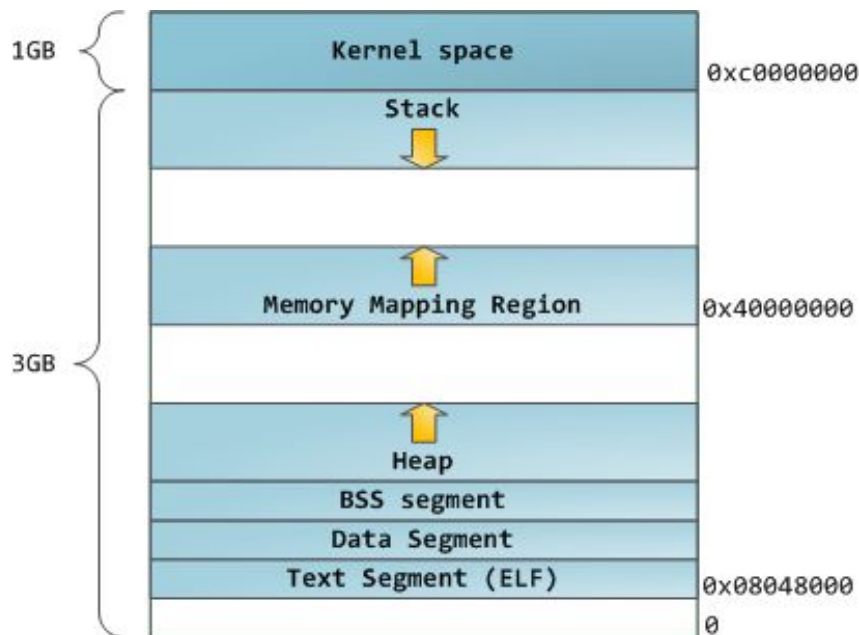 1GB
Kernel space
0xc0000000
Stack
Memory Mapping Region
0x40000000
3GB
Heap
BSS segment
Data Segment
Text Segment (ELF)
0x08048000
0